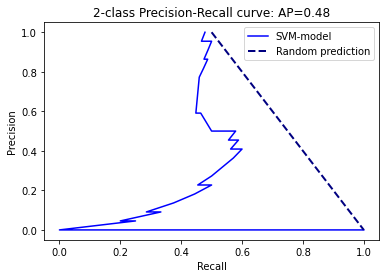 2-class Precision-Recall curve: AP=0.48
SVM-model
Random prediction
Precision
1.0
0.8
0.6
0.4
0.2
0.0
0.0 0.2 0.4 0.6 0.8 1.0
Recall